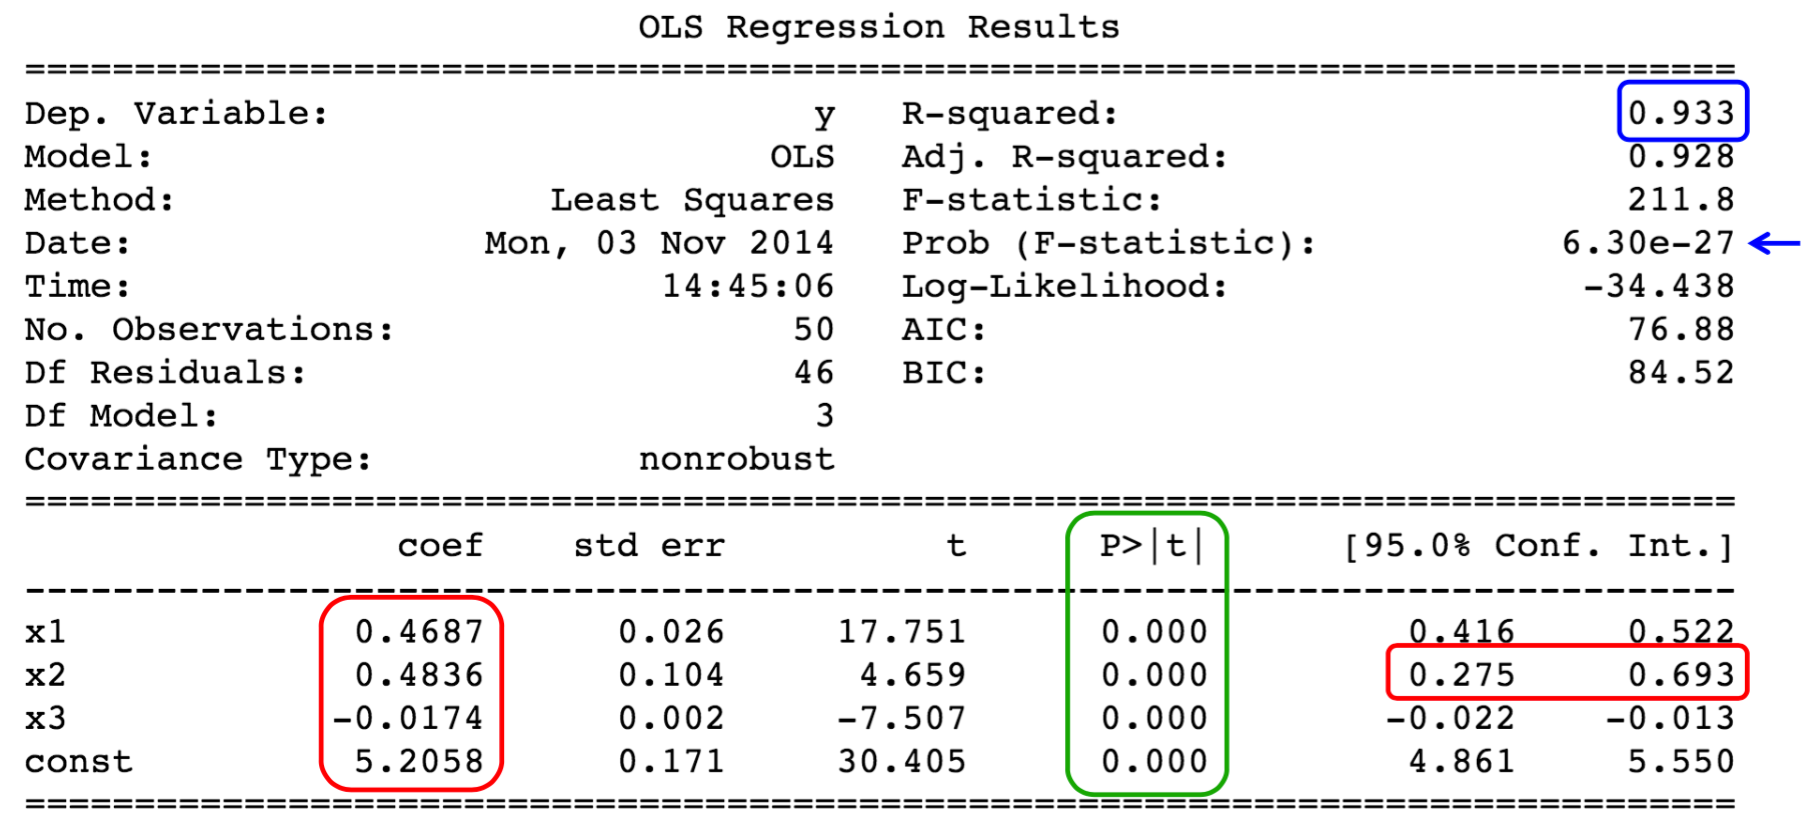 OLS Regression Results
==============================================================================
Dep. Variable: y R-squared: 0.933
Model: OLS Adj. R-squared: 0.928
Method: Least Squares F-statistic: 211.8
Date: Mon, 03 Nov 2014 Prob (F-statistic): 6.30e-27
Time: 14:45:06 Log-Likelihood: -34.438
No. Observations: 50 AIC: 76.88
Df Residuals: 46 BIC: 84.52
Df Model: 3
Covariance Type: nonrobust
==============================================================================
coef std err t P>|t| [95.0% Conf. Int.]
------------------------------------------------------------------------------
x1 0.4687 0.026 17.751 0.000 0.416 0.522
x2 0.4836 0.104 4.659 0.000 0.275 0.693
x3 -0.0174 0.002 -7.507 0.000 -0.022 -0.013
const 5.2058 0.171 30.405 0.000 4.861 5.550
==============================================================================